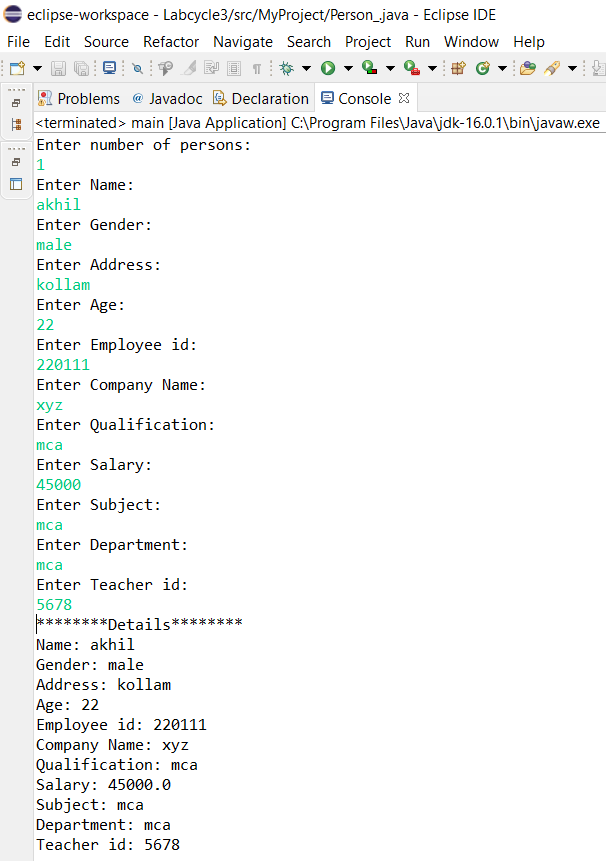 eclipse-workspace - Labcycle3/src/MyProject/Person_.java - Eclipse IDE
File Edit Source Refactor Navigate Search Project Run Window Help
Problems @ Javadoc Declaration Console
<terminated> main [Java Application] C:\Program Files\Java\jdk-16.0.1\bin\javaw.exe
Enter number of persons:
1
Enter Name:
akhil
Enter Gender:
male
Enter Address:
kollam
Enter Age:
22
Enter Employee id:
220111
Enter Company Name:
xyz
Enter Qualification:
mca
Enter Salary:
45000
Enter Subject:
mca
Enter Department:
mca
Enter Teacher id:
5678
********Details********
Name: akhil
Gender: male
Address: kollam
Age: 22
Employee id: 220111
Company Name: xyz
Qualification: mca
Salary: 45000.0
Subject: mca
Department: mca
Teacher id: 5678